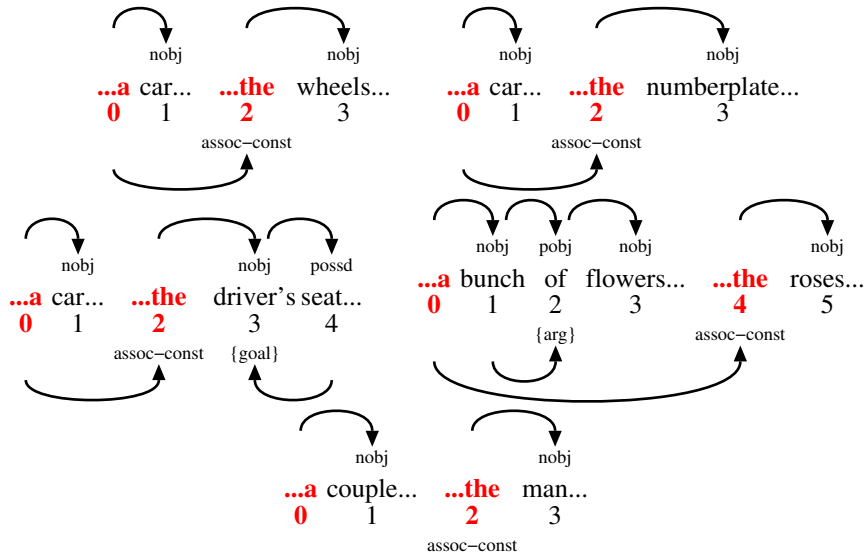 nobj nobj nobj nobj
...a car... ...the wheels... ...a car... ...the numberplate...
0 1 2 3 0 1 2 3
assoc−const assoc−const
nobj nobj possd nobj pobj nobj nobj
...a car... ...the driver's seat... ...a bunch of flowers... ...the roses...
0 1 2 3 4 0 1 2 3 4 5
assoc−const {goal} {arg} assoc−const
nobj nobj
...a couple... ...the man...
0 1 2 3
assoc−const